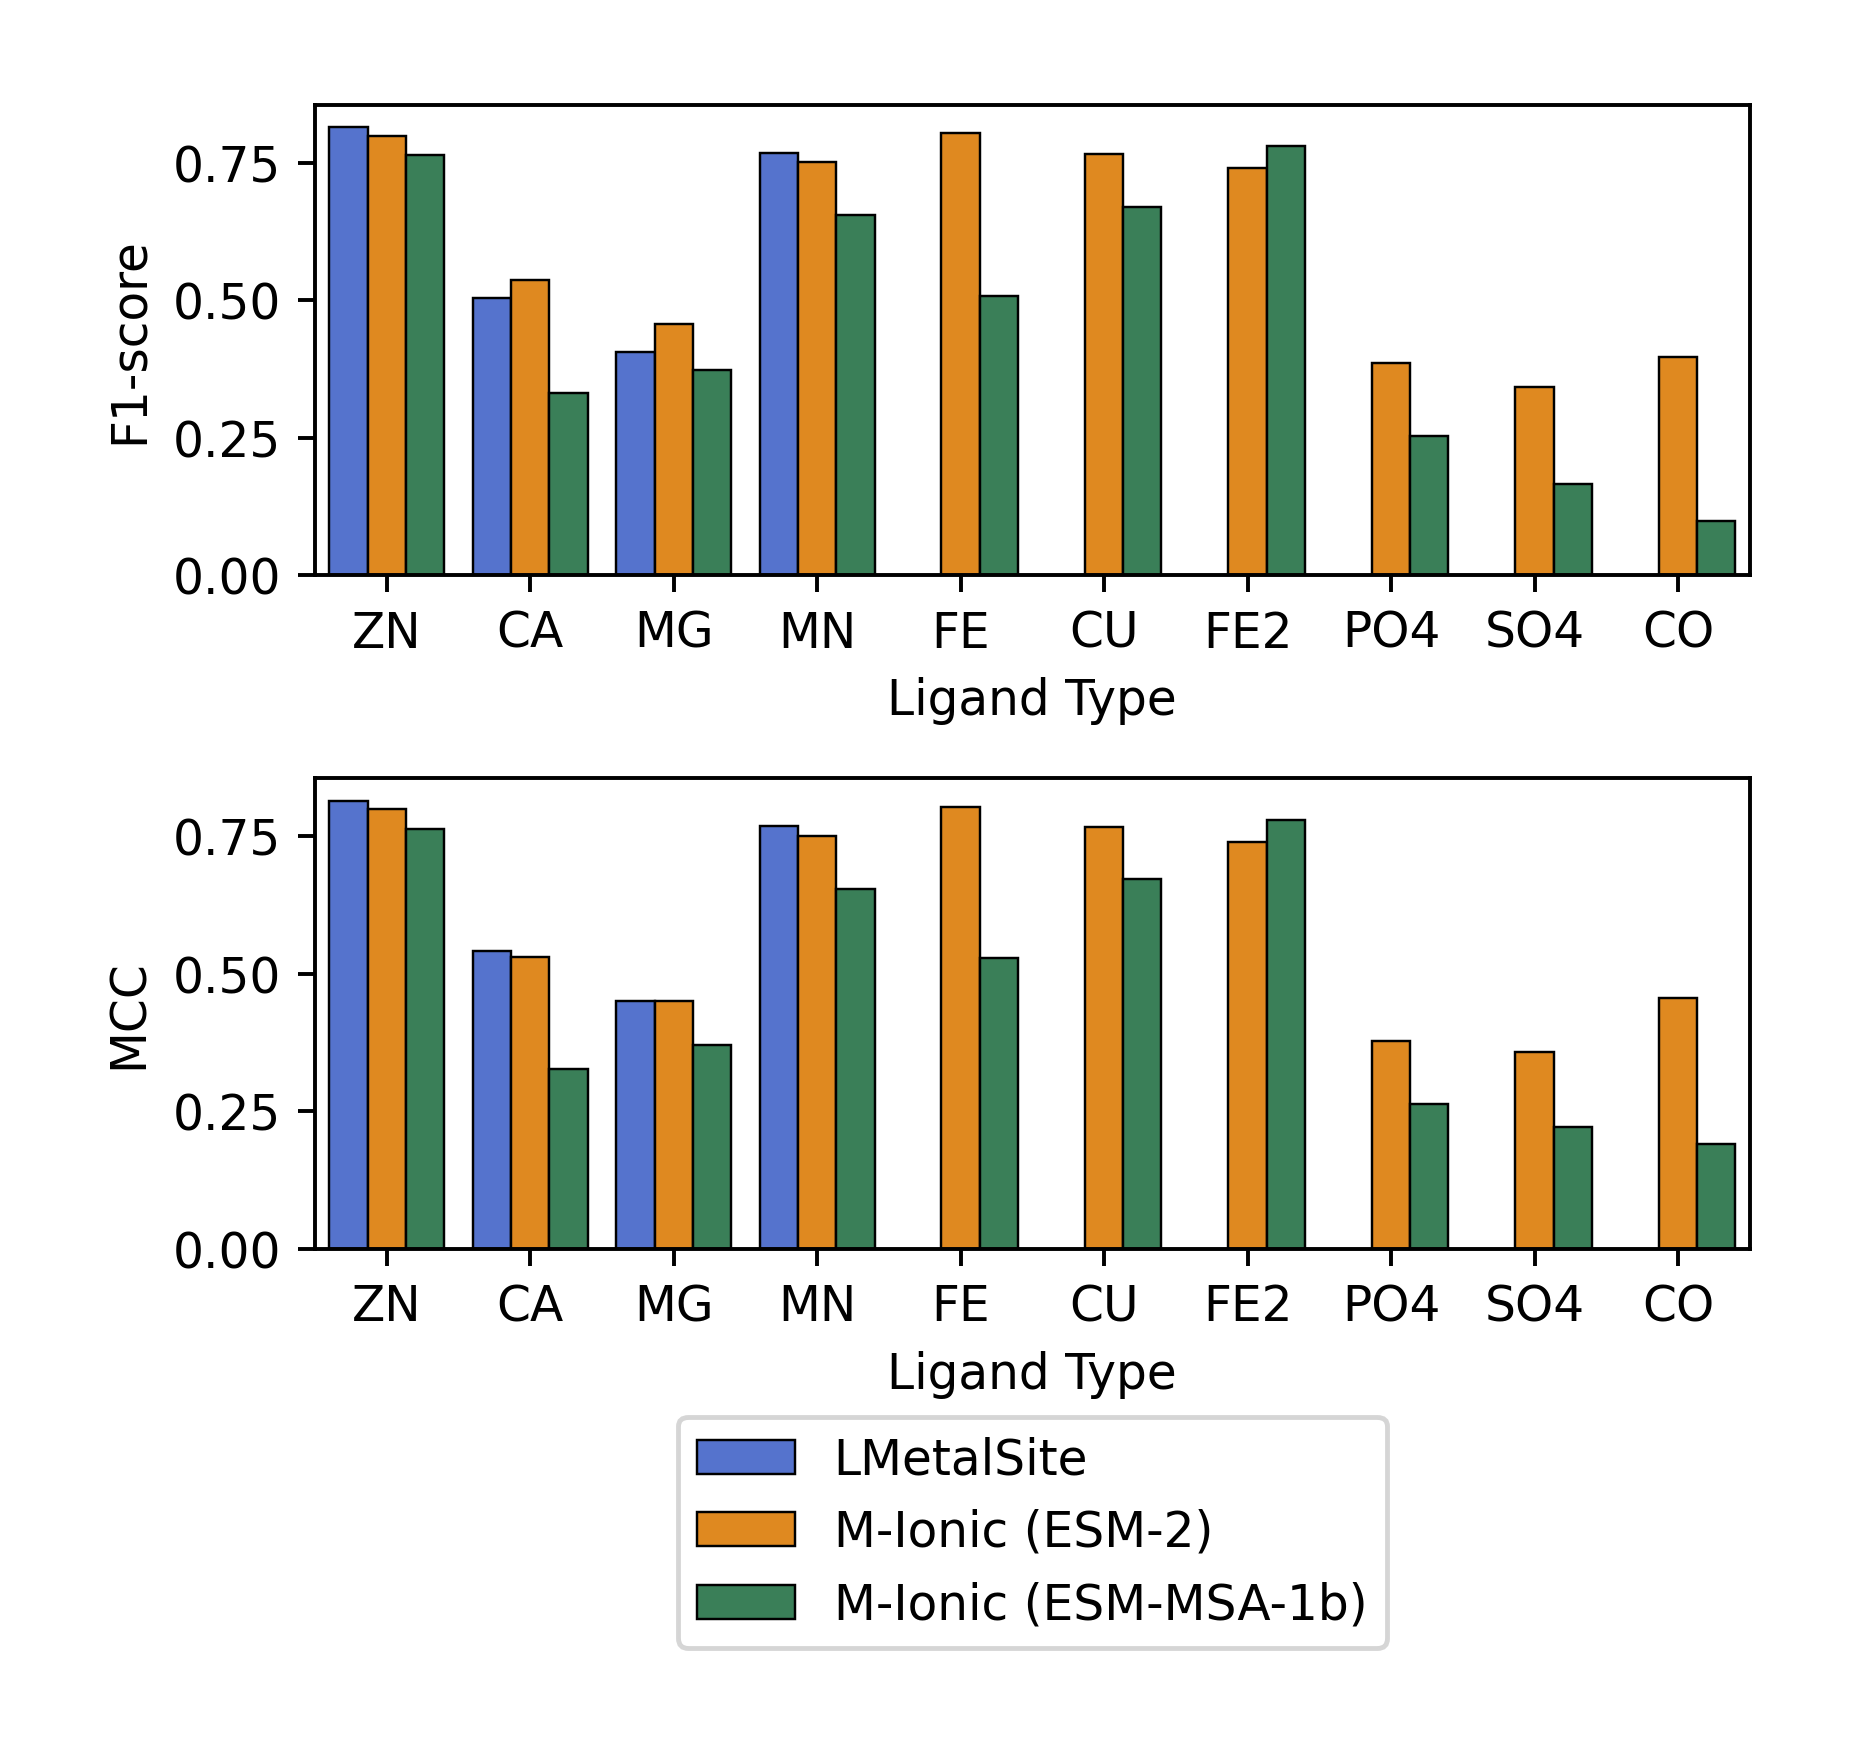 F1-score
0.75
0.50
0.25
0.00
ZN CA MG MN FE CU FE2 PO4 SO4 CO
Ligand Type
MCC
0.75
0.50
0.25
0.00
ZN CA MG MN FE CU FE2 PO4 SO4 CO
Ligand Type
LMetalSite
M-Ionic (ESM-2)
M-Ionic (ESM-MSA-1b)